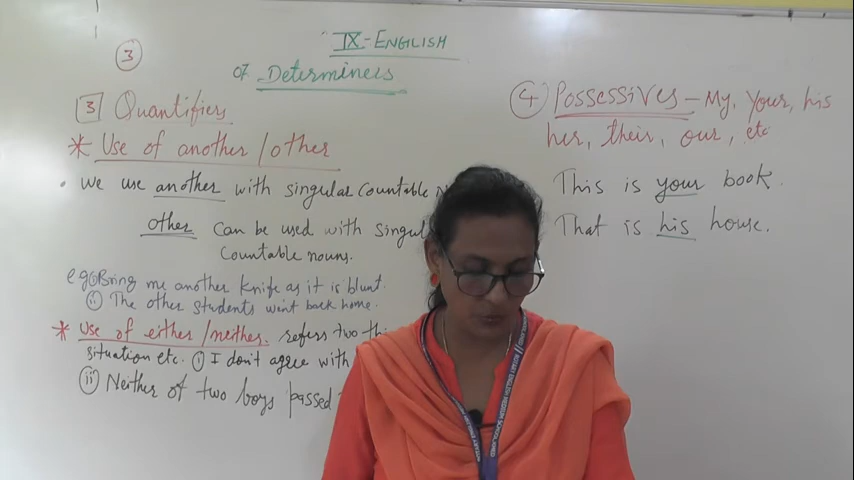 ③
IX-ENGLISH
of Determiners
3 Quantifiers
* Use of another/other
• We use another with singular Countable
other can be used with
Countable nouns.
eg(i) Bring me another knife as it is blunt.
(ii) The other students went back home.
* Use of either/neither. refers two
situation etc. (i) I don't agree with
(ii) Neither of two boys passed
④ Possessives - My, Your, his
her, their, our, etc
This is your book.
That is his house.